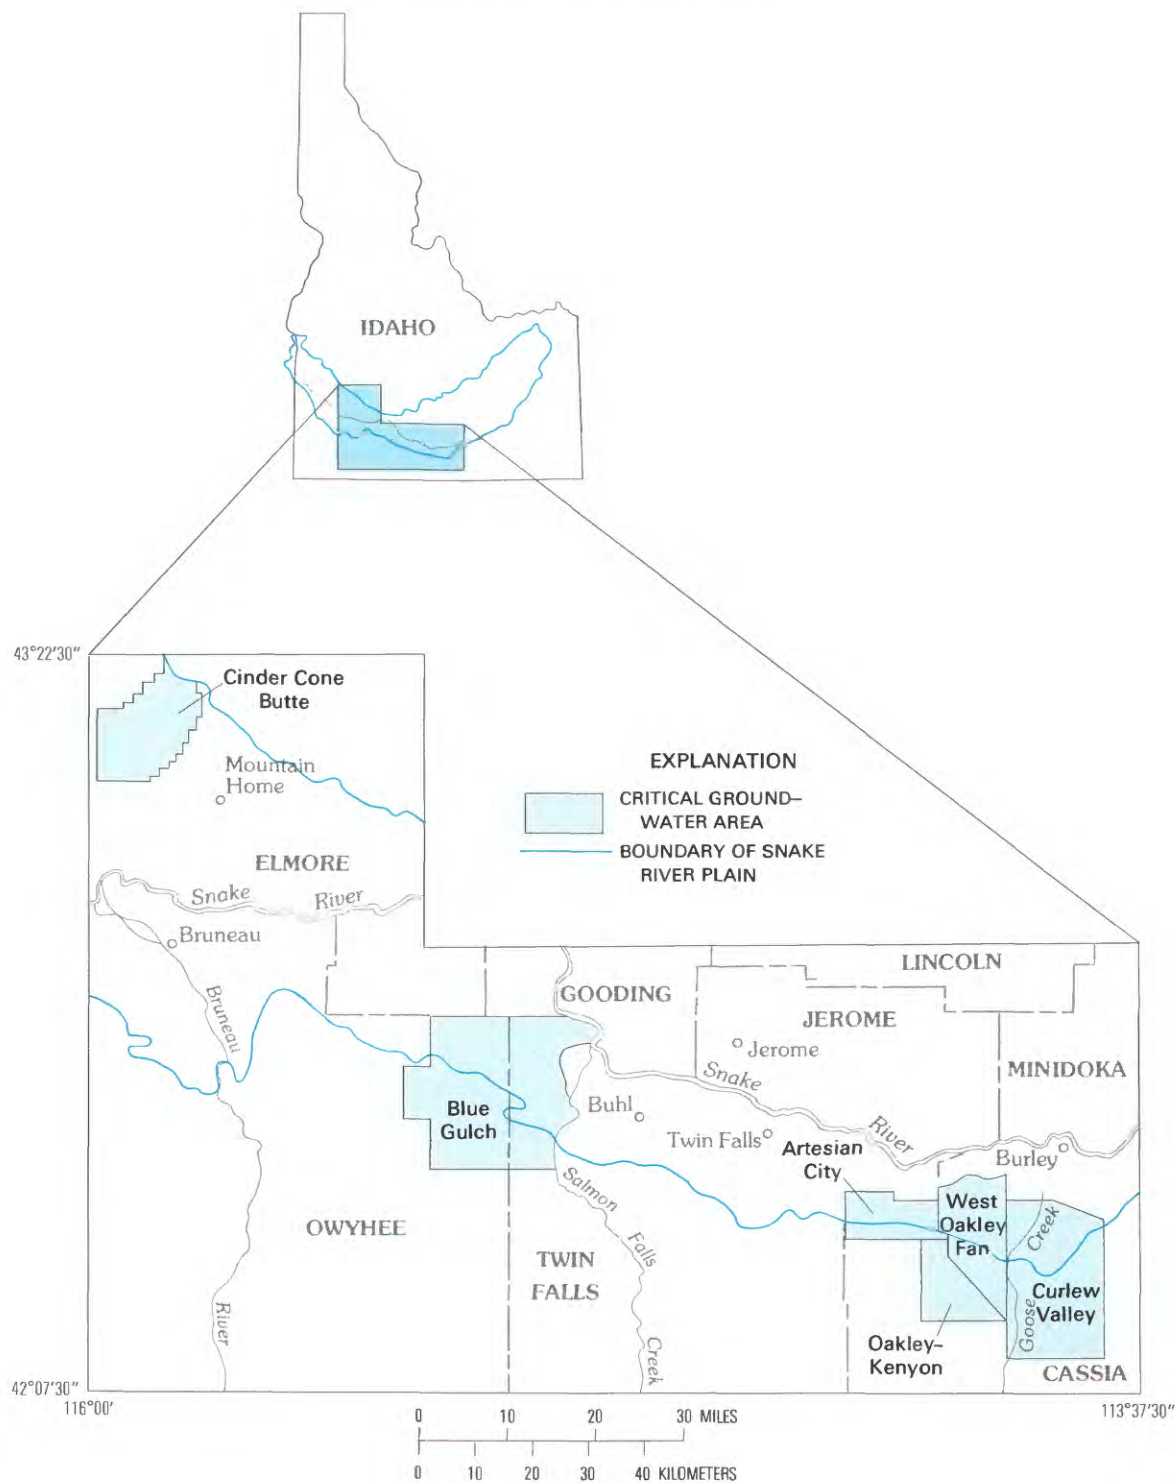 IDAHO
43°22'30"
Cinder Cone
Butte
Mountain
Home
EXPLANATION
CRITICAL GROUND–
WATER AREA
BOUNDARY OF SNAKE
RIVER PLAIN
ELMORE
Snake
River
Bruneau
Bruneau
LINCOLN
GOODING
JEROME
Jerome
MINIDOKA
Snake
River
Blue
Gulch
Buhl
Twin Falls
Artesian
City
Burley
West
Oakley
Fan
Creek
Salmon
Falls
Creek
OWYHEE
TWIN
FALLS
River
Curlew
Valley
Goose
Oakley–
Kenyon
CASSIA
42°07'30"
116°00'
113°37'30"
0 10 20 30 MILES
0 10 20 30 40 KILOMETERS